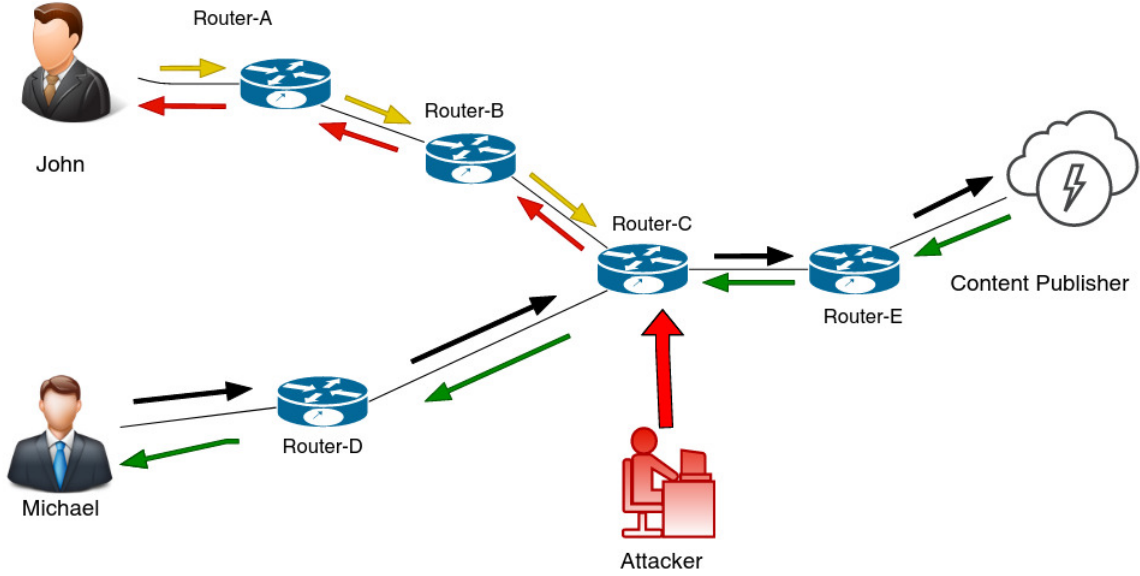 Router-A
Router-B
John
Router-C
Content Publisher
Router-E
Router-D
Michael
Attacker